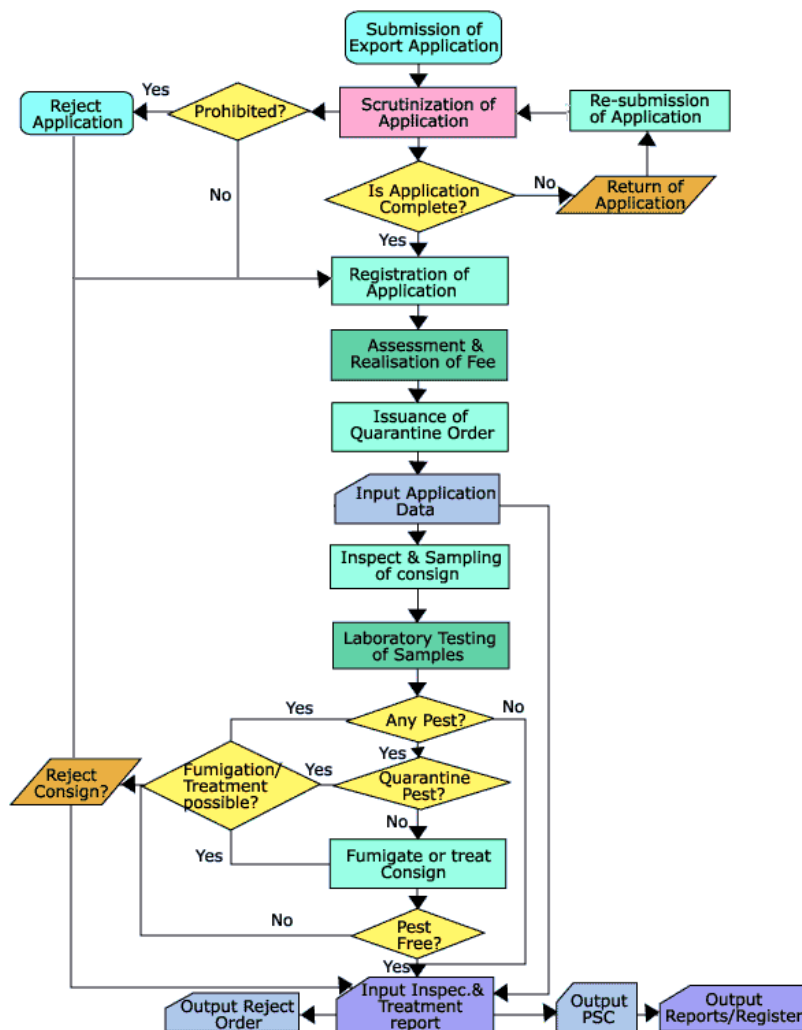 Submission of
Export Application
Yes
Reject
Application
Prohibited?
Scrutinization of
Application
Re-submission
of Application
No
Is Application
Complete?
No
Return of
Application
Yes
Registration of
Application
Assessment &
Realisation of Fee
Issuance of
Quarantine Order
Input Application
Data
Inspect & Sampling
of consign
Laboratory Testing
of Samples
Yes
Any Pest?
No
Yes
Reject
Consign?
Fumigation/
Treatment
possible?
Yes
Quarantine
Pest?
No
Yes
Fumigate or treat
Consign
No
Pest
Free?
Yes
Output Reject
Order
Input Inspec.&
Treatment
report
Output
PSC
Output
Reports/Register